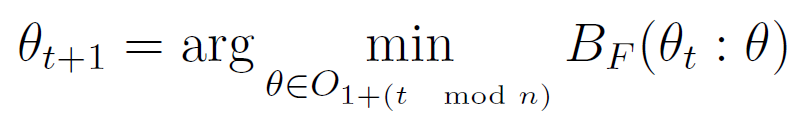 θ_{t+1} = arg min_{θ∈O_{1+(t mod n)}} B_F(θ_t : θ)